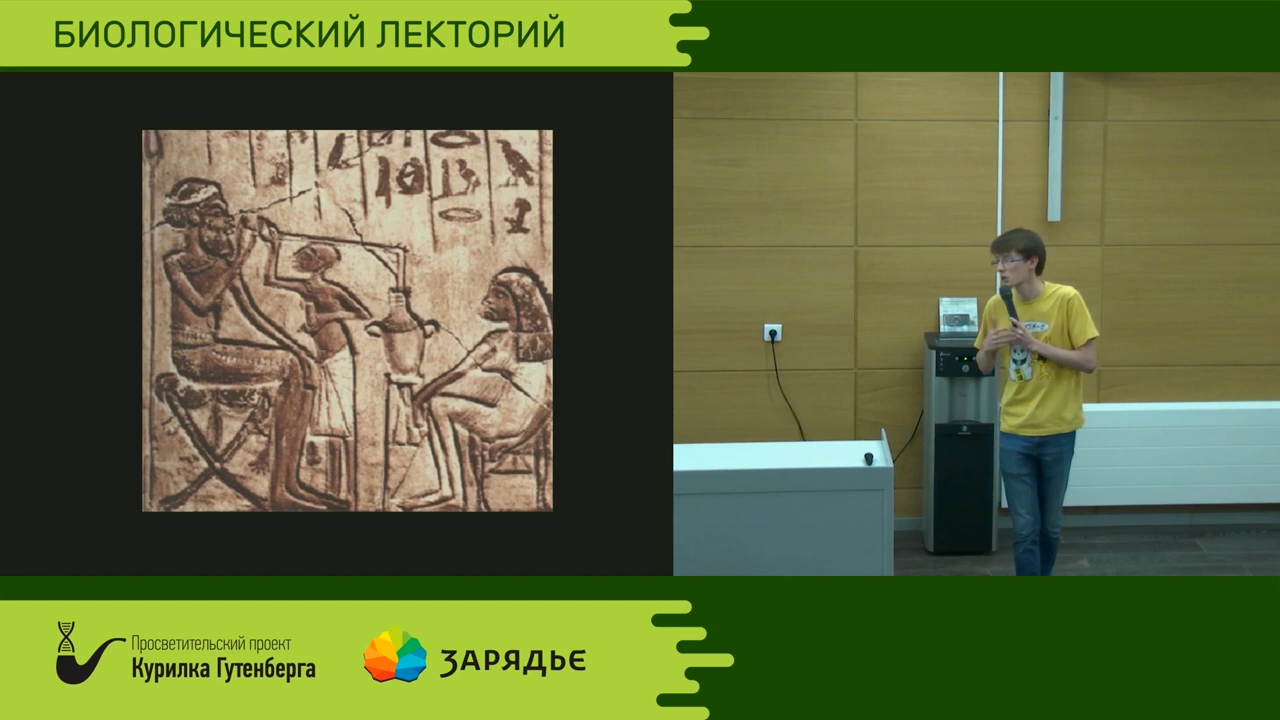 БИОЛОГИЧЕСКИЙ ЛЕКТОРИЙ
Просветительский проект
Курилка Гутенберга
ЗАРЯДЬЕ